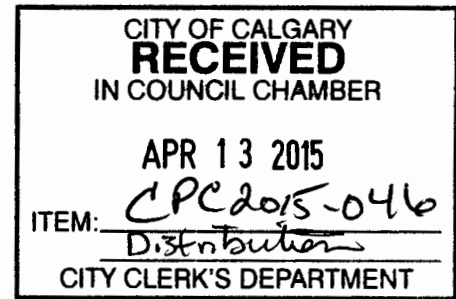 CITY OF CALGARY
RECEIVED
IN COUNCIL CHAMBER
APR 13 2015
ITEM: CPC2015-046
Distribution
CITY CLERK'S DEPARTMENT